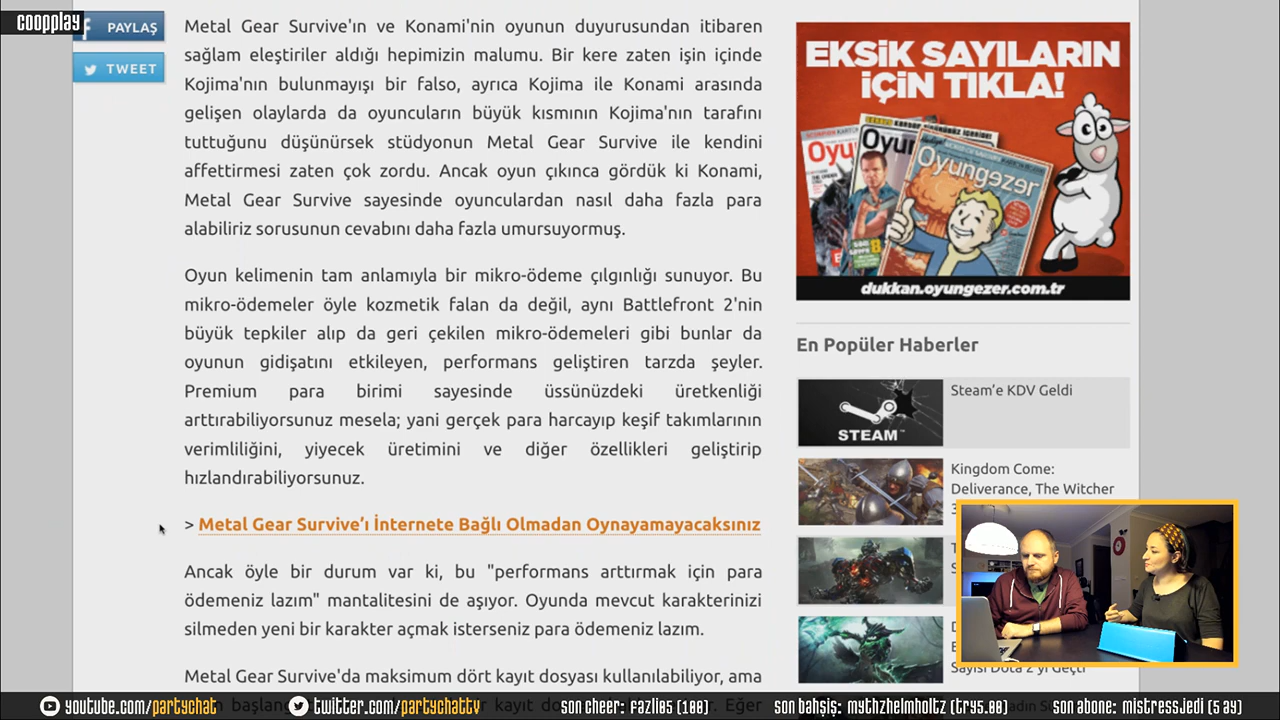 coopplay
PAYLAŞ
TWEET
Metal Gear Survive'ın ve Konami'nin oyunun duyurusundan itibaren
sağlam eleştiriler aldığı hepimizin malumu. Bir kere zaten işin içinde
Kojima'nın bulunmayışı bir falso, ayrıca Kojima ile Konami arasında
gelişen olaylarda da oyuncuların büyük kısmının Kojima'nın tarafını
tuttuğunu düşünürsek stüdyonun Metal Gear Survive ile kendini
affettirmesi zaten çok zordu. Ancak oyun çıkınca gördük ki Konami,
Metal Gear Survive sayesinde oyunculardan nasıl daha fazla para
alabiliriz sorusunun cevabını daha fazla umursuyormuş.
Oyun kelimenin tam anlamıyla bir mikro-ödeme çılgınlığı sunuyor. Bu
mikro-ödemeler öyle kozmetik falan da değil, aynı Battlefront 2'nin
büyük tepkiler alıp da geri çekilen mikro-ödemeleri gibi bunlar da
oyunun gidişatını etkileyen, performans geliştiren tarzda şeyler.
Premium para birimi sayesinde üssünüzdeki üretkenliği
arttırabiliyorsunuz mesela; yani gerçek para harcayıp keşif takımlarının
verimliliğini, yiyecek üretimini ve diğer özellikleri geliştirip
hızlandırabiliyorsunuz.
> Metal Gear Survive’ı İnternete Bağlı Olmadan Oynayamayacaksınız
Ancak öyle bir durum var ki, bu "performans arttırmak için para
ödemeniz lazım" mantalitesini de aşıyor. Oyunda mevcut karakterinizi
silmeden yeni bir karakter açmak isterseniz para ödemeniz lazım.
Metal Gear Survive'da maksimum dört kayıt dosyası kullanılabiliyor, ama
EKSİK SAYILARIN
İÇİN TIKLA!
Oyungezer
dukkan.oyungezer.com.tr
En Popüler Haberler
STEAM
Steam’e KDV Geldi
Kingdom Come:
Deliverance, The Witcher
Sayısı Dota 2'yi Geçti
youtube.com/partychat
twitter.com/partychattv
son cheer: Fazli05 (100)
son bahşiş: mythzhelmholtz (try5.00)
son abone: mistressJedi (5 ay)